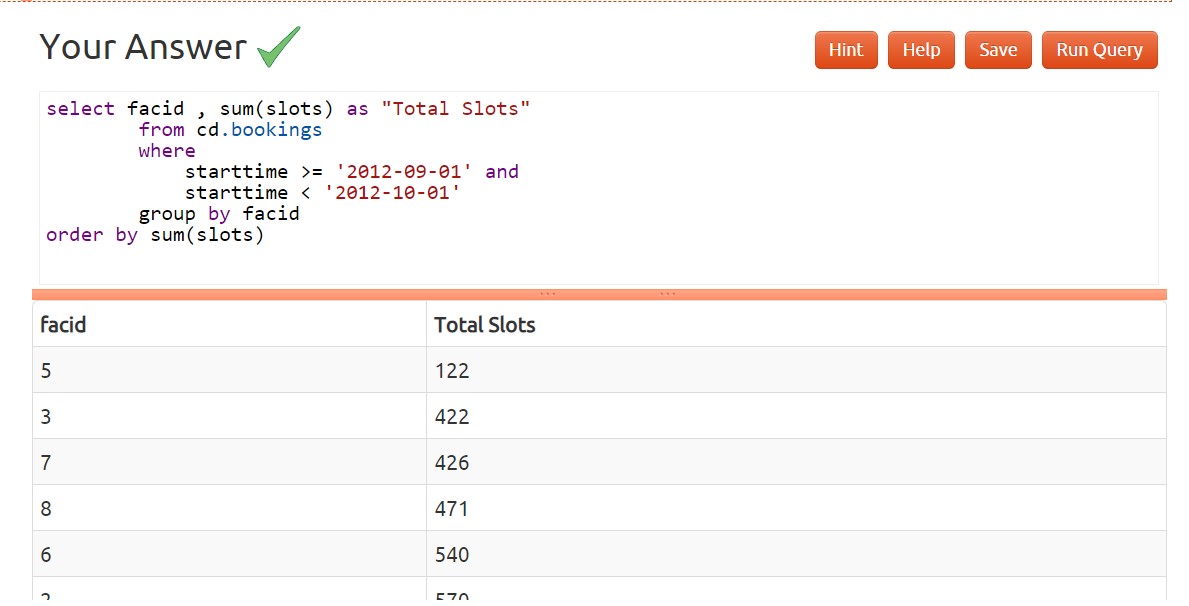 Your Answer
Hint Help Save Run Query
select facid , sum(slots) as "Total Slots"
from cd.bookings
where
starttime >= '2012-09-01' and
starttime < '2012-10-01'
group by facid
order by sum(slots)
facid Total Slots
5 122
3 422
7 426
8 471
6 540